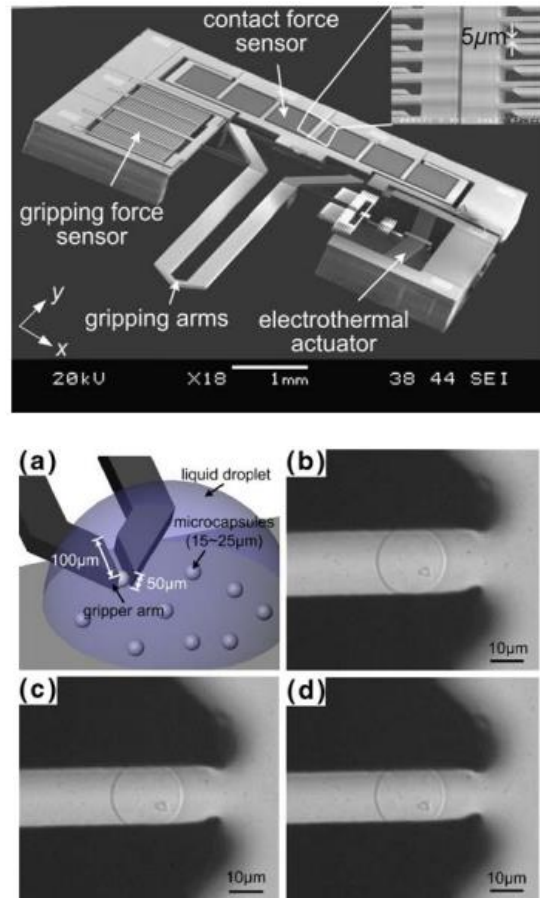 contact force
sensor
5µm
gripping force
sensor
y
x
gripping arms
electrothermal
actuator
20kV X18 1mm 38 44 SEI
(a)
liquid droplet
microcapsules
(15~25µm)
100µm
50µm
gripper arm
(b)
10µm
(c)
10µm
(d)
10µm